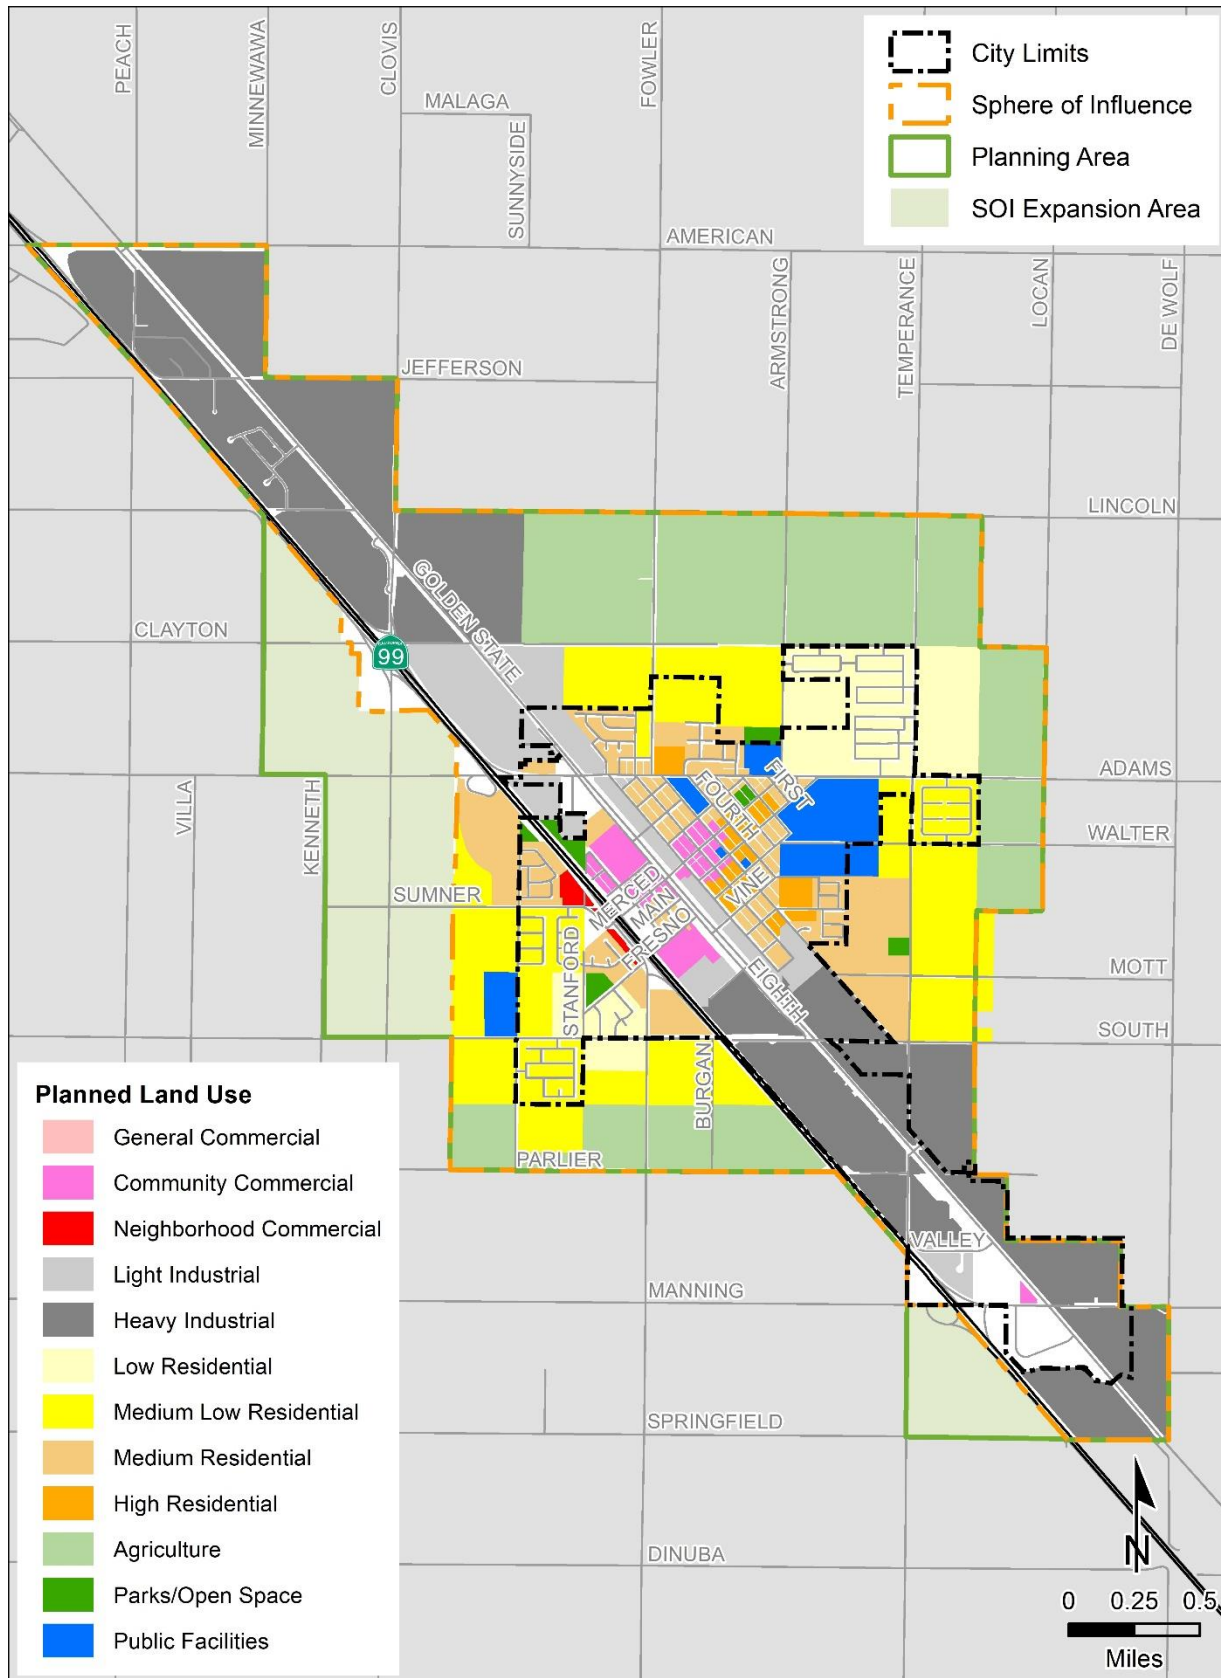 PEACH
MINNEWAWA
CLOVIS
MALAGA
SUNNYSIDE
FOWLER
City Limits
Sphere of Influence
Planning Area
SOI Expansion Area
AMERICAN
ARMSTRONG
TEMPERANCE
LOCAN
DE WOLF
JEFFERSON
LINCOLN
GOLDEN STATE
CLAYTON
CALIFORNIA
99
ADAMS
FIRST
FOURTH
VILLA
KENNETH
WALTER
SUMNER
MERCED
MAIN
FRESNO
VINE
STANFORD
EIGHTH
MOTT
SOUTH
BURGAN
PARLIER
VALLEY
MANNING
SPRINGFIELD
DINUBA
Planned Land Use
General Commercial
Community Commercial
Neighborhood Commercial
Light Industrial
Heavy Industrial
Low Residential
Medium Low Residential
Medium Residential
High Residential
Agriculture
Parks/Open Space
Public Facilities
N
0 0.25 0.5
Miles